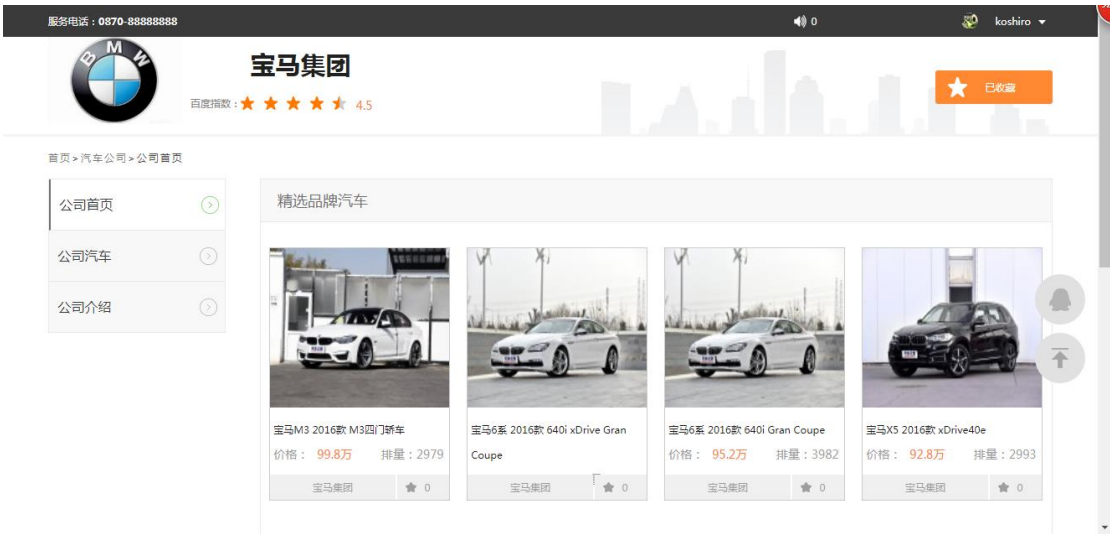 服务电话：0870-88888888
0
koshiro
BMW
宝马集团
百度指数：
4.5
已收藏
首页>汽车公司>公司首页
公司首页
公司汽车
公司介绍
精选品牌汽车
宝马M3 2016款 M3四门轿车
价格： 99.8万 排量：2979
宝马集团 0
宝马6系 2016款 640i xDrive Gran
Coupe
宝马集团 0
宝马6系 2016款 640i Gran Coupe
价格： 95.2万 排量：3982
宝马集团 0
宝马X5 2016款 xDrive40e
价格： 92.8万 排量：2993
宝马集团 0